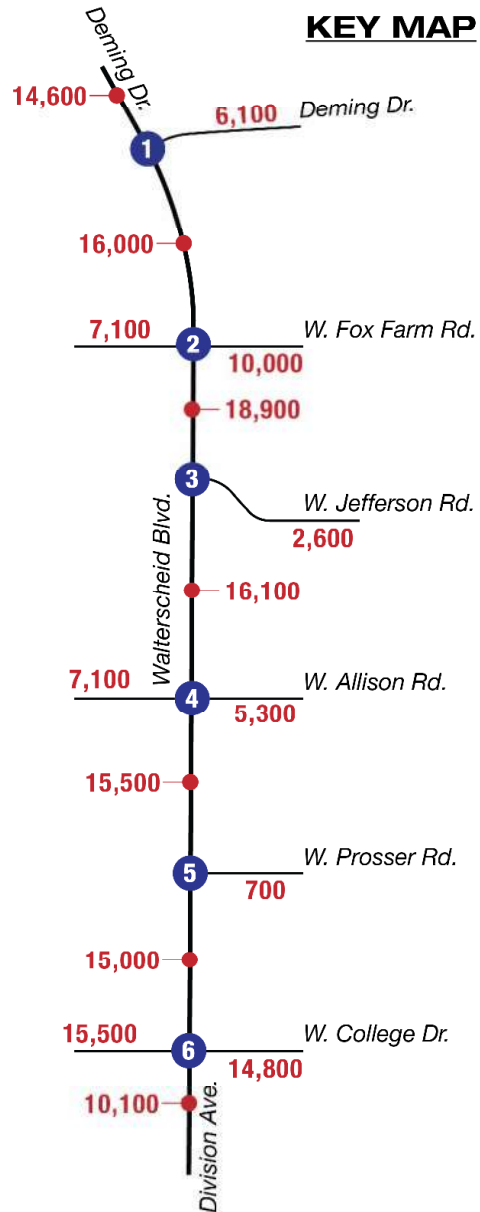 KEY MAP
Deming Dr.
14,600
6,100
Deming Dr.
1
16,000
7,100
W. Fox Farm Rd.
2
10,000
18,900
3
W. Jefferson Rd.
2,600
Walterscheid Blvd.
16,100
7,100
W. Allison Rd.
4
5,300
15,500
W. Prosser Rd.
5
700
15,000
15,500
W. College Dr.
6
14,800
10,100
Division Ave.